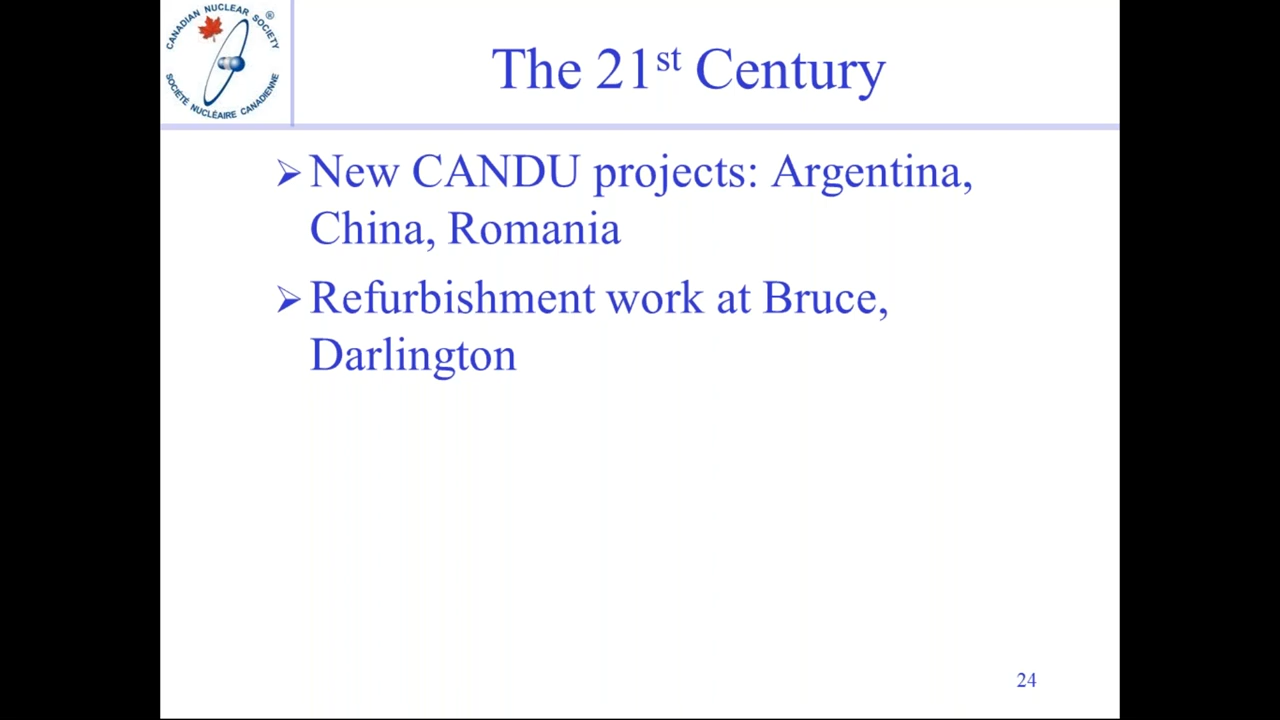 CANADIAN NUCLEAR SOCIETY ®
SOCIÉTÉ NUCLÉAIRE CANADIENNE
The 21st Century
➢ New CANDU projects: Argentina,
China, Romania
➢ Refurbishment work at Bruce,
Darlington
24